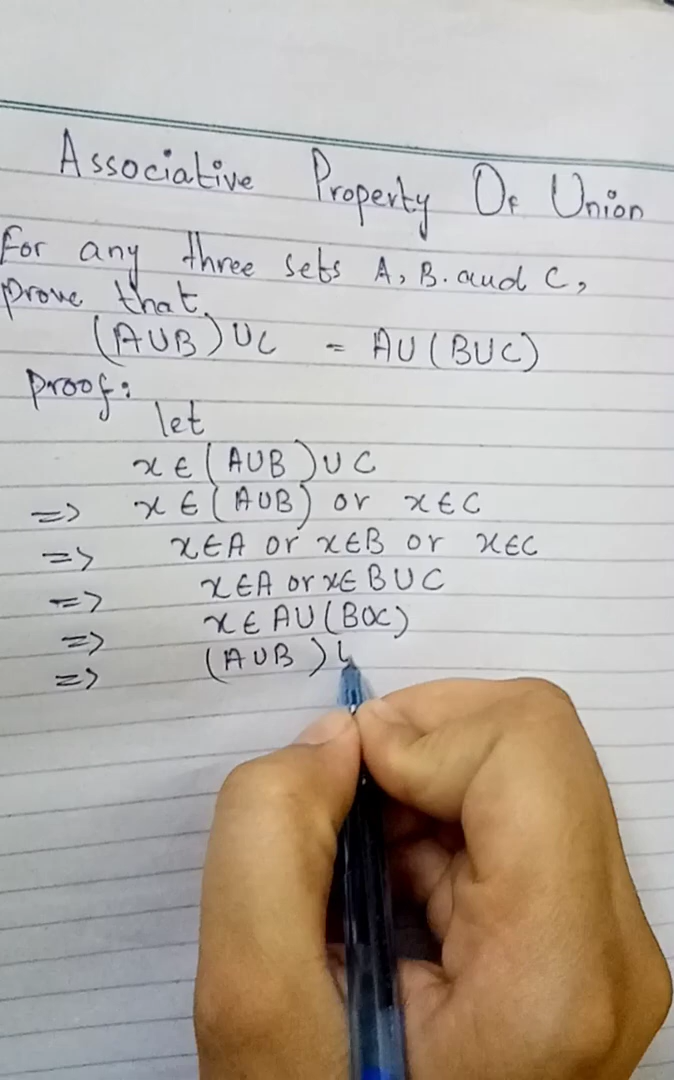 Associative Property Of Union
For any three sets A, B. and C,
prove that.
(AUB)UC = AU(BUC)
Proof:
let
x∈(AUB)UC
=> x∈(AUB) or x∈C
=> x∈A or x∈B or x∈C
=> x∈A or x∈BUC
=> x∈AU(BUC)
=> (AUB)U